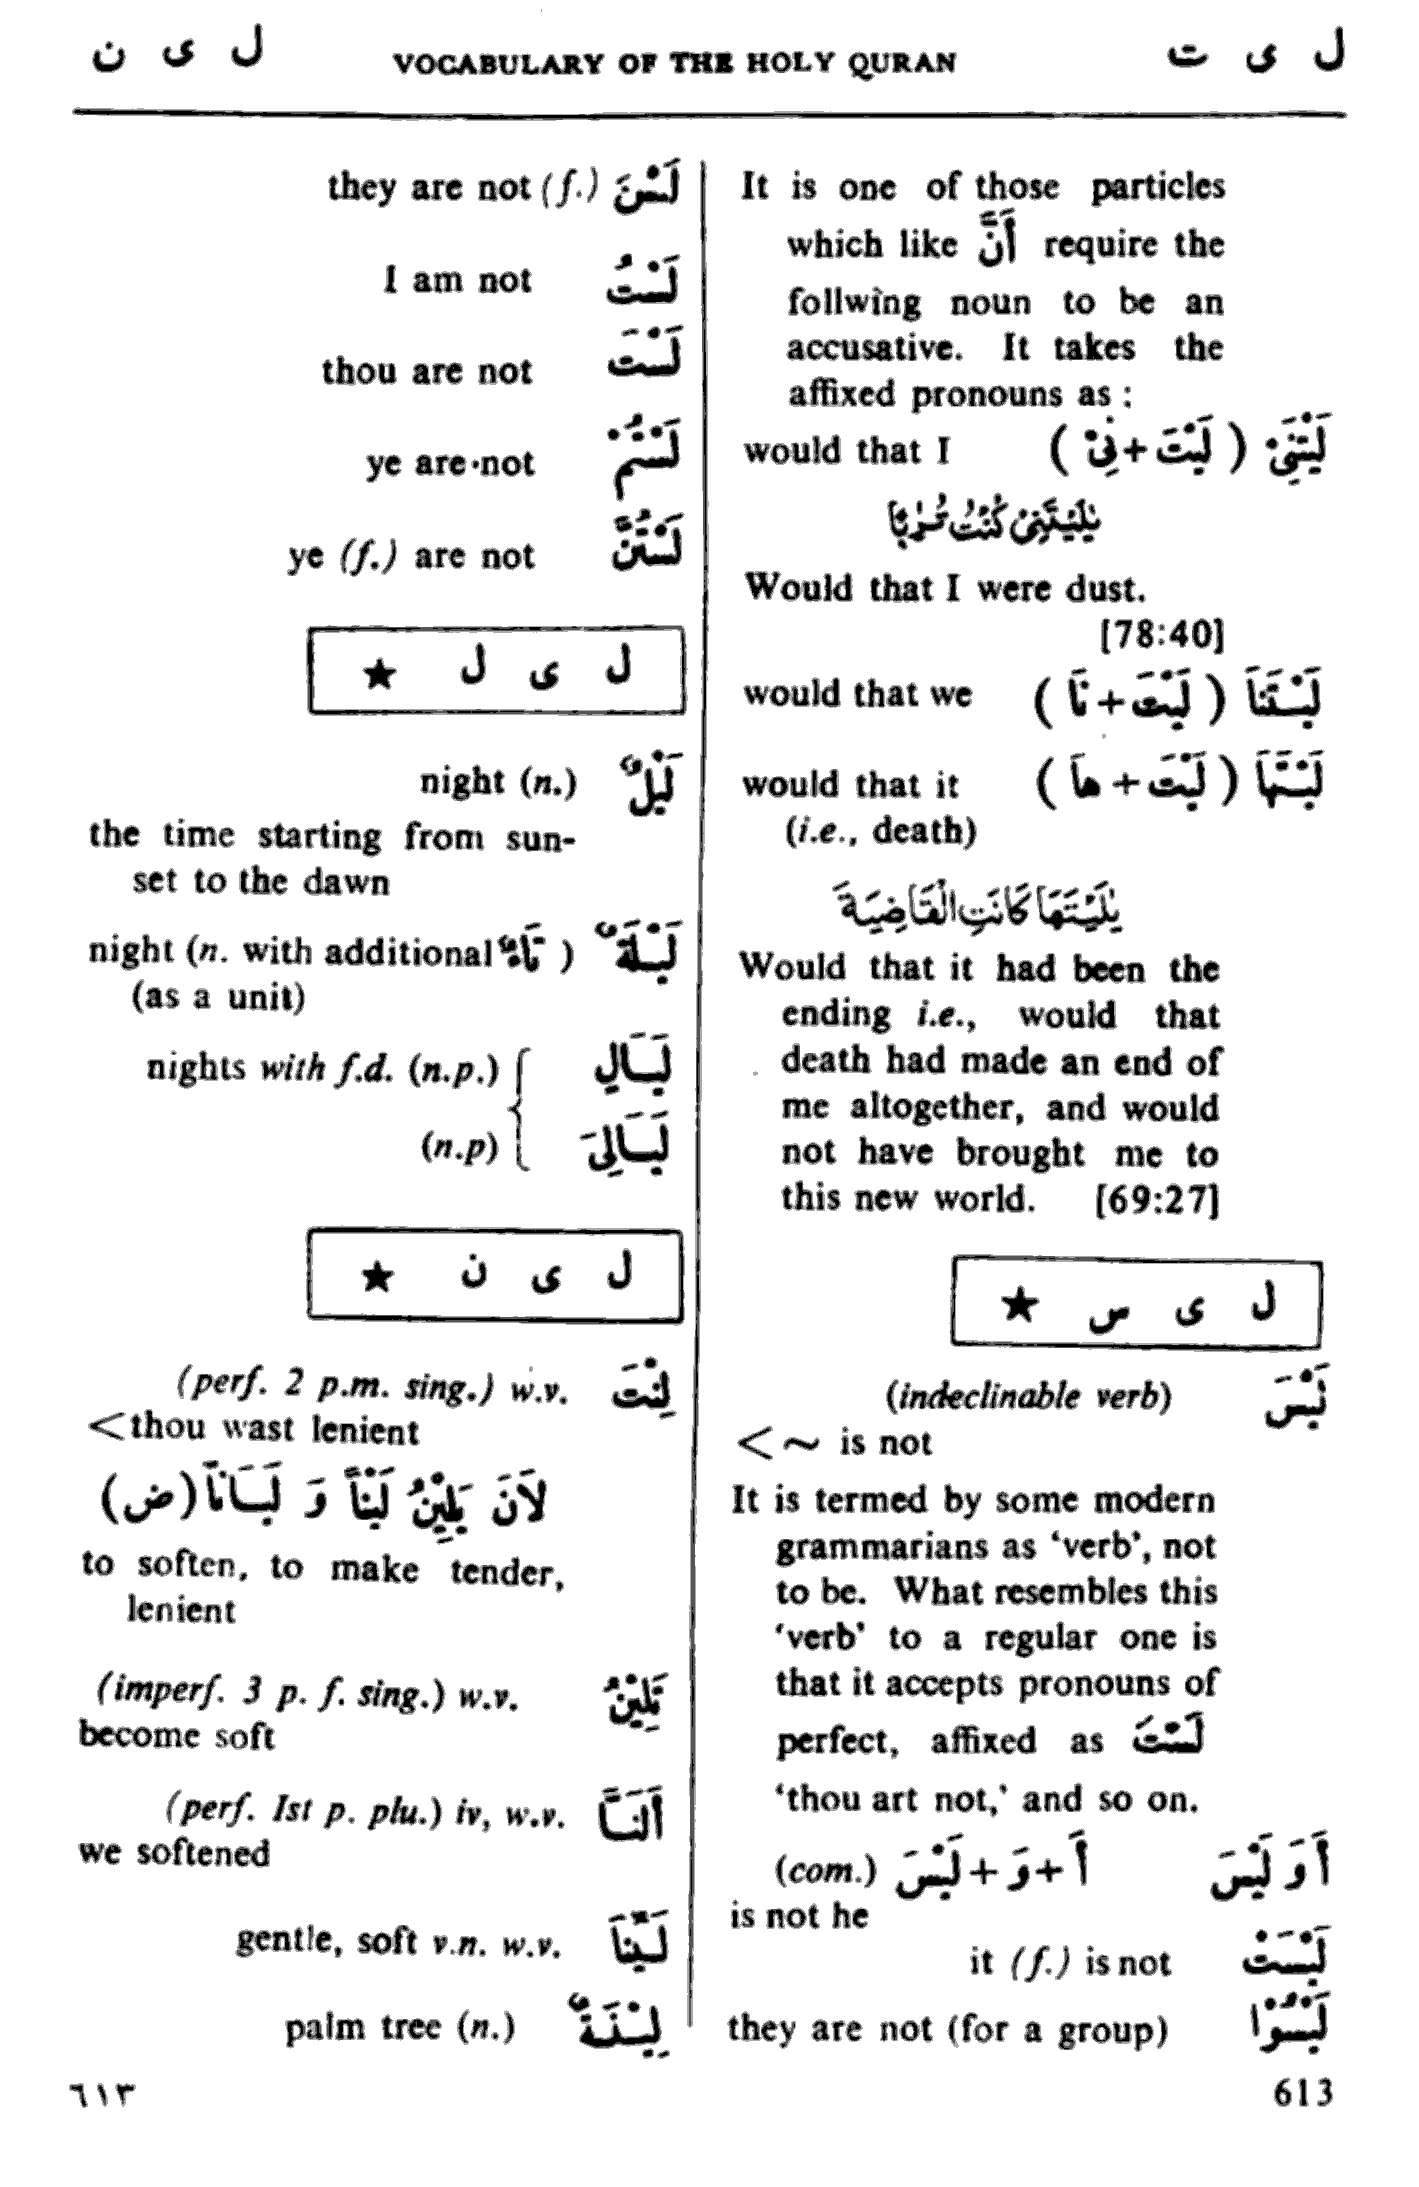 ل ی ن VOCABULARY OF THE HOLY QURAN ل ی ت
It is one of those particles
which like أَنَّ require the
follwing noun to be an
accusative. It takes the
affixed pronouns as :
would that I ( لَيْتَ + نِيْ ) لَيْتَنِيْ
يٰلَيْتَنِيْ كُنْتُ تُرٰبًا
Would that I were dust.
[78:40]
would that we ( لَيْتَ + نَا ) لَيْتَنَا
would that it ( لَيْتَ + هَا ) لَيْتَهَا
(i.e., death)
يٰلَيْتَهَا كَانَتِ الْقَاضِيَةَ
Would that it had been the
ending i.e., would that
death had made an end of
me altogether, and would
not have brought me to
this new world. [69:27]
ل ی س ★
(indeclinable verb) لَيْسَ
< ~ is not
It is termed by some modern
grammarians as ‘verb’, not
to be. What resembles this
‘verb’ to a regular one is
that it accepts pronouns of
perfect, affixed as لَسْتَ
‘thou art not,’ and so on.
(com.) أَ + وَ + لَيْسَ أَوَلَيْسَ
is not he
it (f.) is not لَيْسَتْ
they are not (for a group) لَيْسُوْا
they are not (f.) لَسْنَ
I am not لَسْتُ
thou are not لَسْتَ
ye are not لَسْتُمْ
ye (f.) are not لَسْتُنَّ
ل ی ل ★
night (n.) لَيْلٌ
the time starting from sun-
set to the dawn
night (n. with additional تَاءٌ ) لَيْلَةٌ
(as a unit)
nights with f.d. (n.p.) لَيَالٍ
(n.p) لَيَالِىَ
ل ی ن ★
(perf. 2 p.m. sing.) w.v. لِنْتَ
<thou wast lenient
لَانَ يَلِيْنُ لَيْناً وَ لَيَاناً (ض)
to soften, to make tender,
lenient
(imperf. 3 p. f. sing.) w.v. تَلِيْنُ
become soft
(perf. Ist p. plu.) iv, w.v. أَلَنَّا
we softened
gentle, soft v.n. w.v. لَيِّنًا
palm tree (n.) لِيْنَةٌ
٦١٣ 613